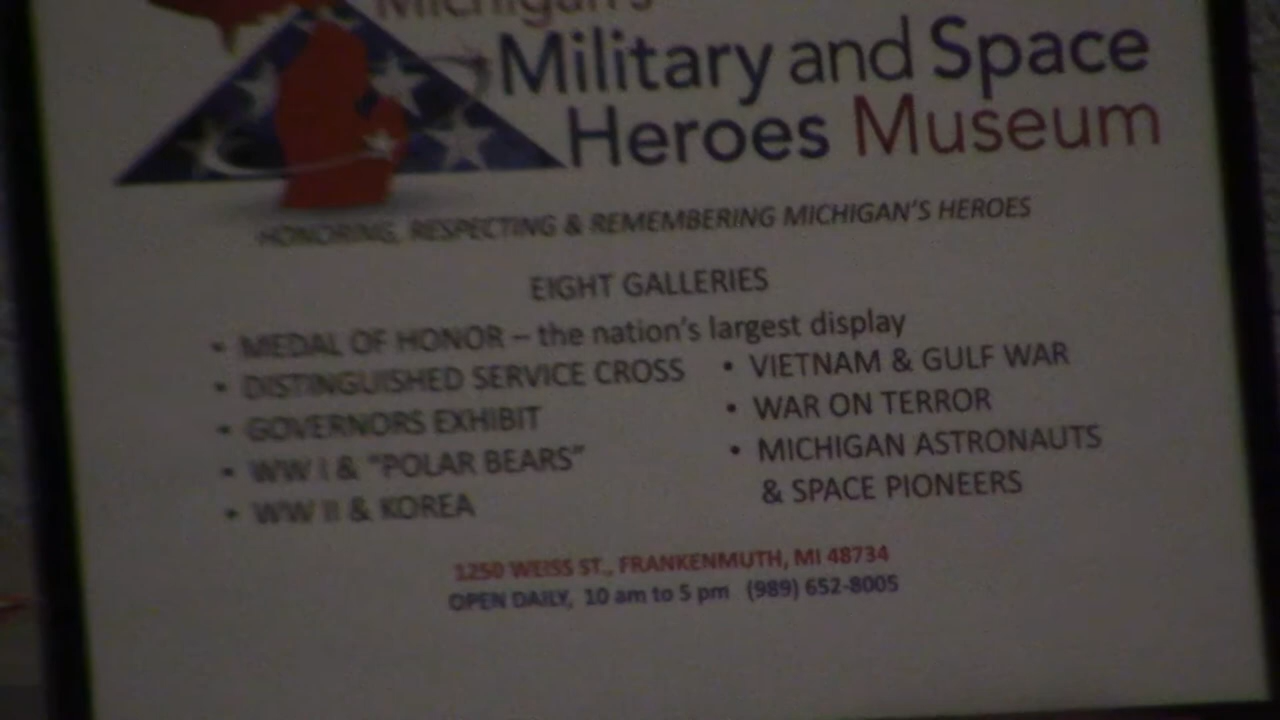 Michigan's
Military and Space
Heroes Museum
HONORING, RESPECTING & REMEMBERING MICHIGAN'S HEROES
EIGHT GALLERIES
• MEDAL OF HONOR – the nation's largest display
• DISTINGUISHED SERVICE CROSS
• GOVERNORS EXHIBIT
• WW I & "POLAR BEARS"
• WW II & KOREA
• VIETNAM & GULF WAR
• WAR ON TERROR
• MICHIGAN ASTRONAUTS
& SPACE PIONEERS
1250 WEISS ST., FRANKENMUTH, MI 48734
OPEN DAILY, 10 am to 5 pm (989) 652-8005